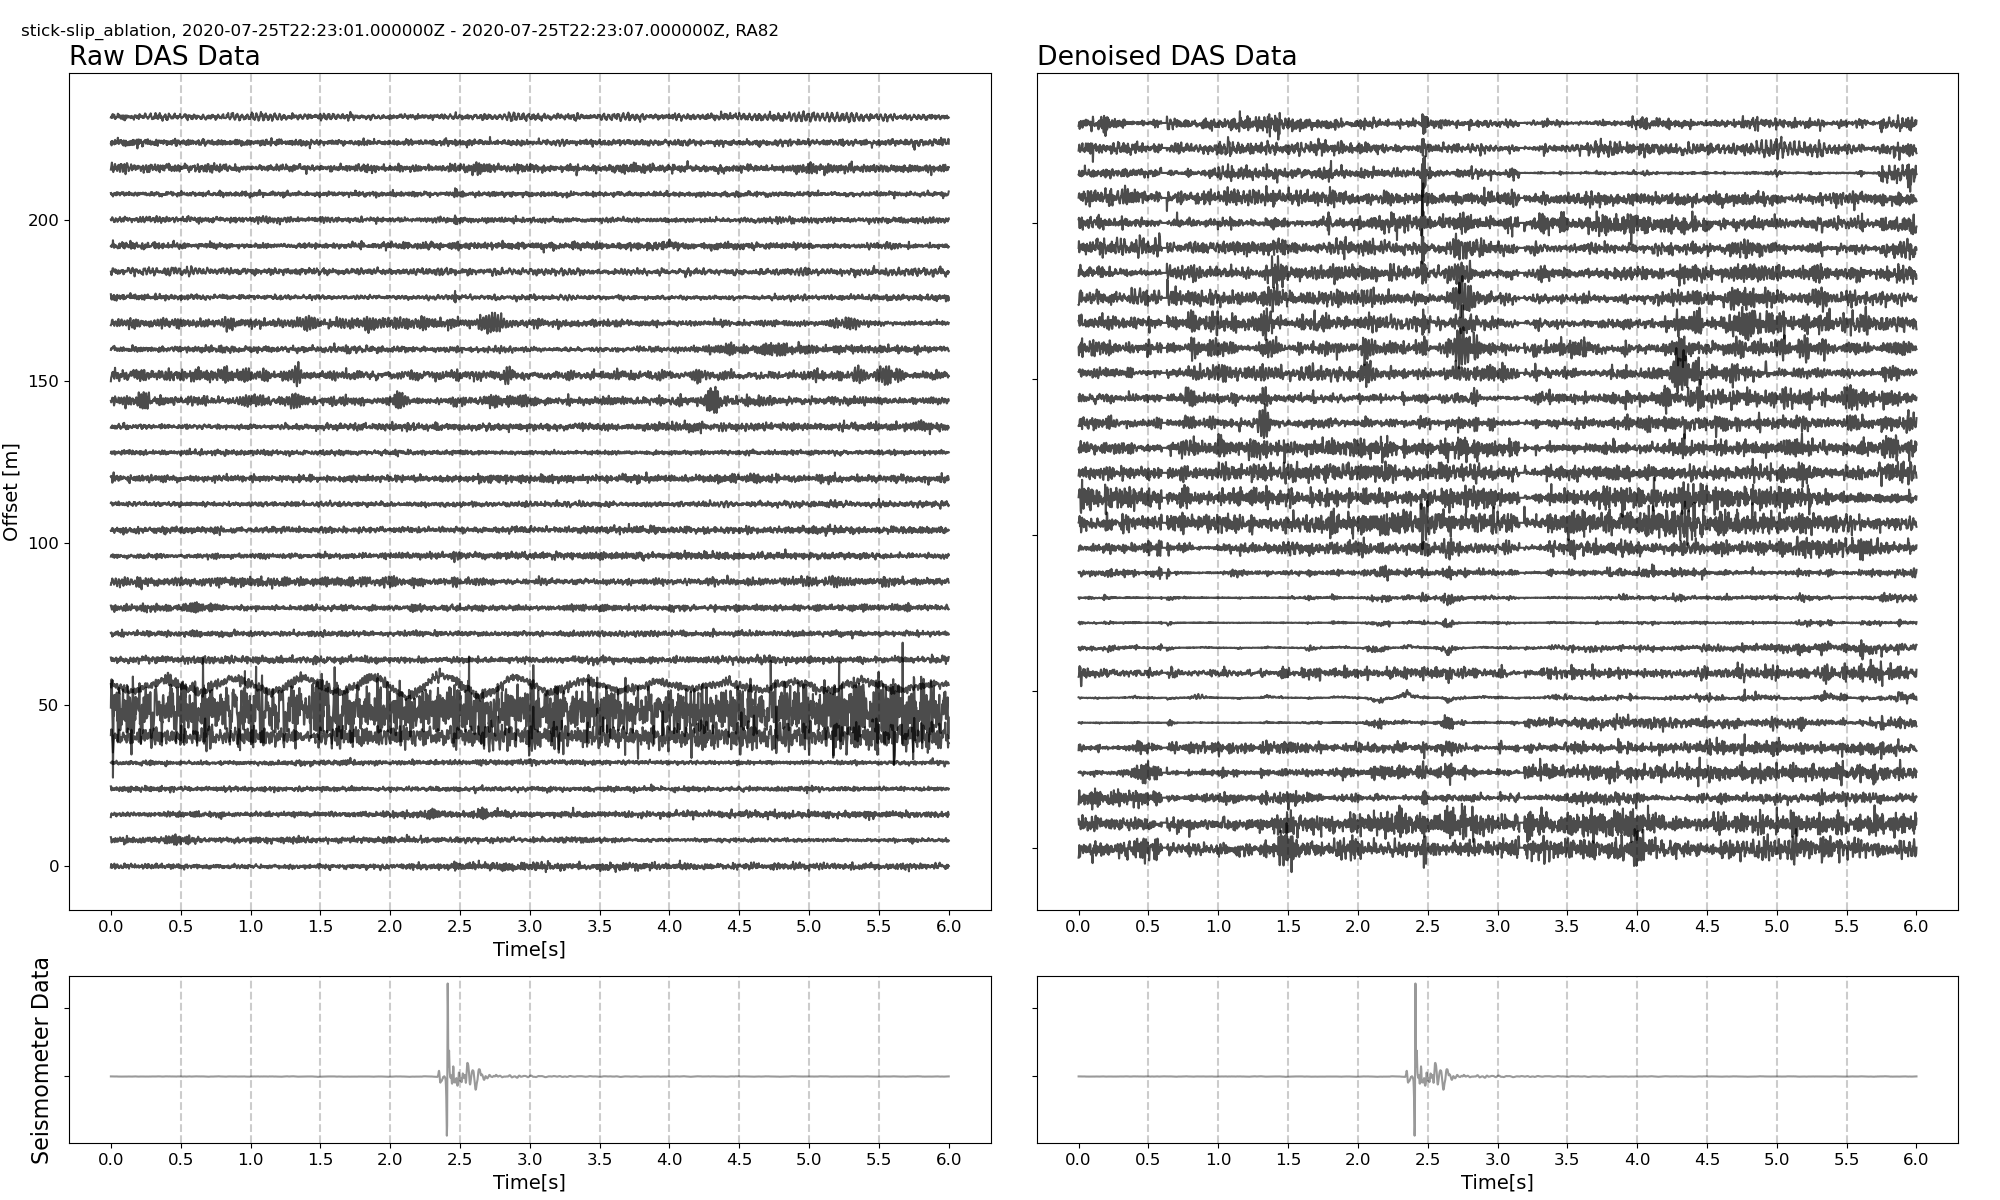 stick-slip_ablation, 2020-07-25T22:23:01.000000Z - 2020-07-25T22:23:07.000000Z, RA82
Raw DAS Data
Denoised DAS Data
Offset [m]
200
150
100
50
0
0.0 0.5 1.0 1.5 2.0 2.5 3.0 3.5 4.0 4.5 5.0 5.5 6.0
Time[s]
0.0 0.5 1.0 1.5 2.0 2.5 3.0 3.5 4.0 4.5 5.0 5.5 6.0
Seismometer Data
0.0 0.5 1.0 1.5 2.0 2.5 3.0 3.5 4.0 4.5 5.0 5.5 6.0
Time[s]
0.0 0.5 1.0 1.5 2.0 2.5 3.0 3.5 4.0 4.5 5.0 5.5 6.0
Time[s]